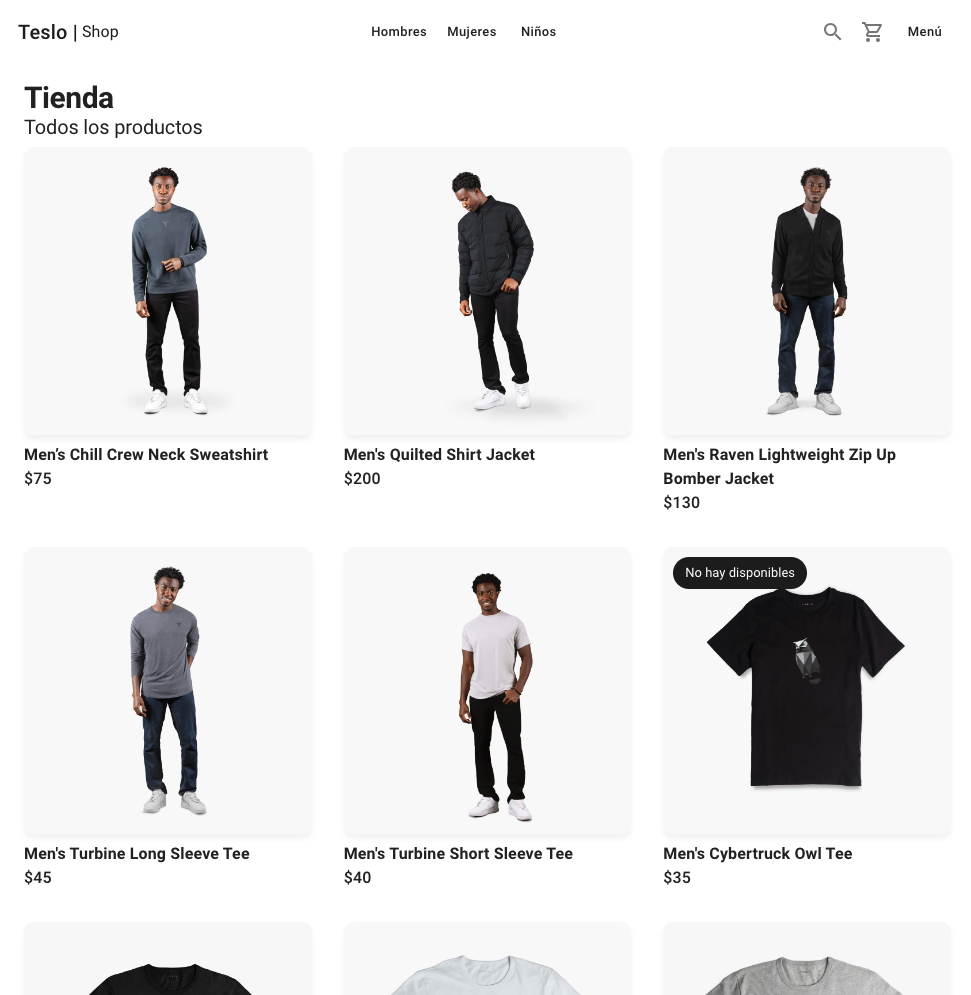 Teslo | Shop
Hombres Mujeres Niños
Menú
Tienda
Todos los productos
Men’s Chill Crew Neck Sweatshirt
$75
Men's Quilted Shirt Jacket
$200
Men's Raven Lightweight Zip Up
Bomber Jacket
$130
No hay disponibles
Men's Turbine Long Sleeve Tee
$45
Men's Turbine Short Sleeve Tee
$40
Men's Cybertruck Owl Tee
$35